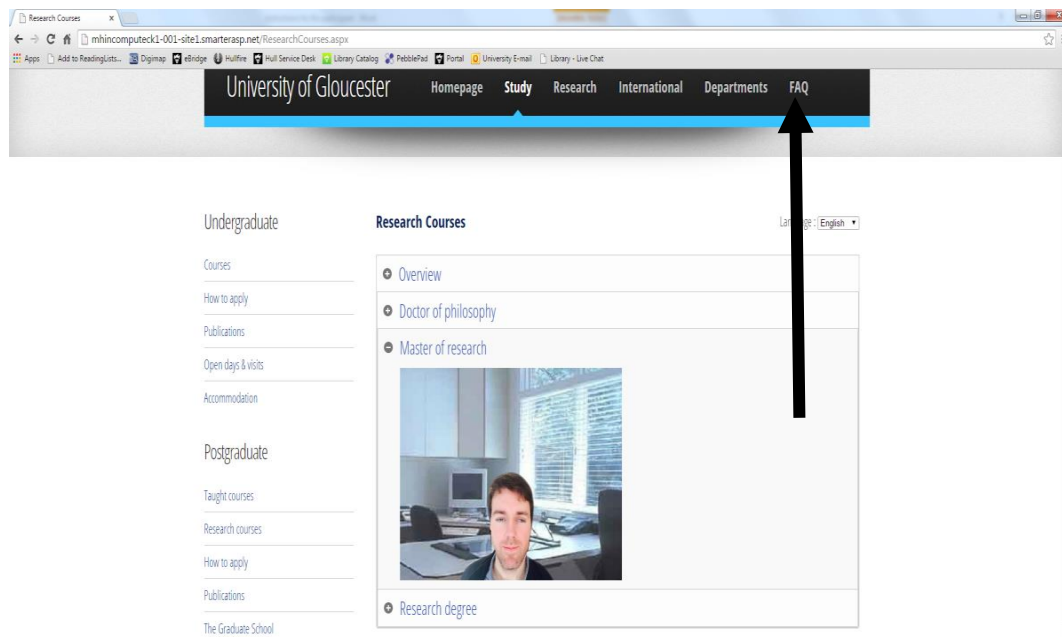 Research Courses
mhincomputeck1-001-site1.smarterasp.net/ResearchCourses.aspx
Apps Add to ReadingLists... Digimap eBridge Hullfire Hull Service Desk Library Catalog PebblePad Portal University E-mail Library - Live Chat
University of Gloucester Homepage Study Research International Departments FAQ
Undergraduate
Courses
How to apply
Publications
Open days & visits
Accommodation
Postgraduate
Taught courses
Research courses
How to apply
Publications
The Graduate School
Research Courses
: English
Overview
Doctor of philosophy
Master of research
Research degree